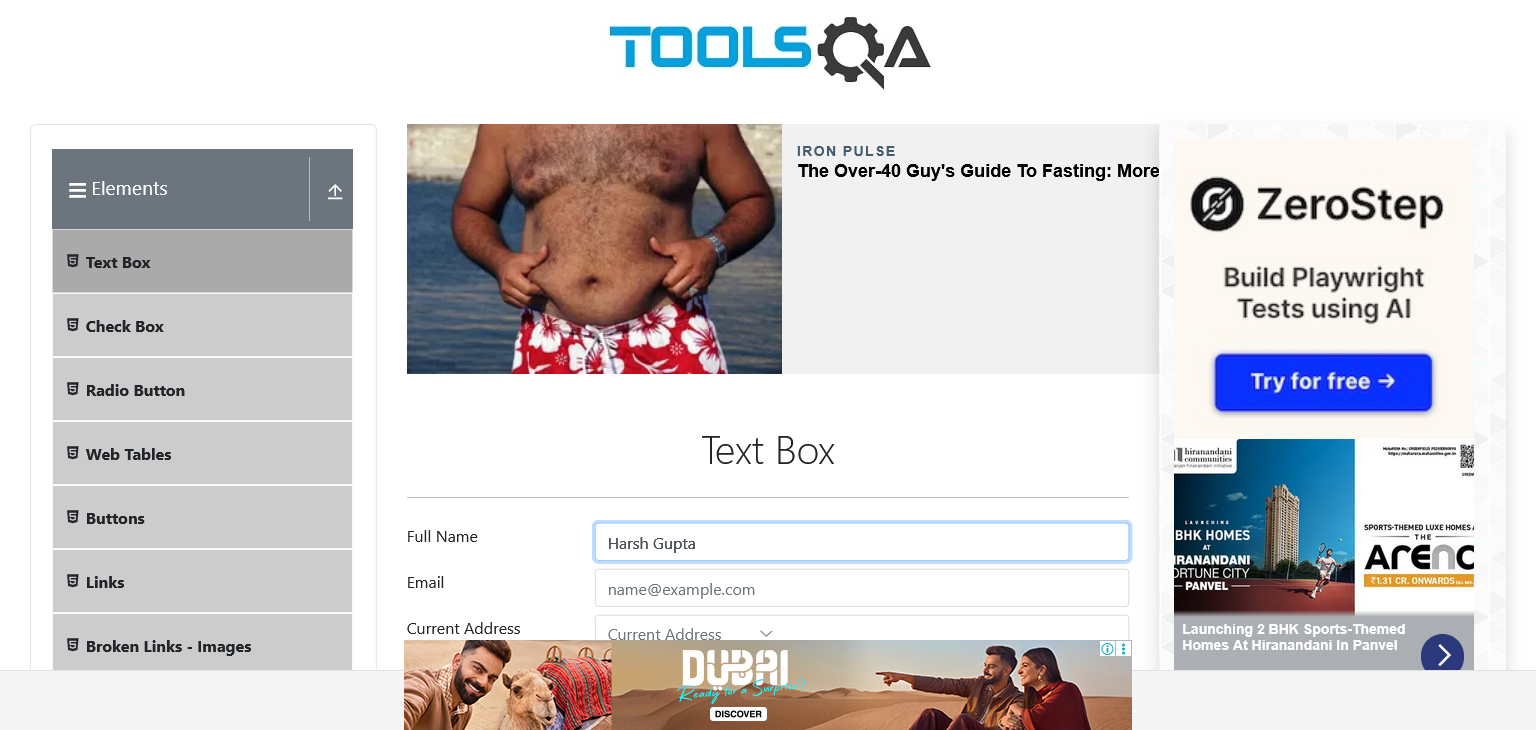 TOOLSQA
Elements
Text Box
Check Box
Radio Button
Web Tables
Buttons
Links
Broken Links - Images
IRON PULSE
The Over-40 Guy's Guide To Fasting: More
Text Box
Full Name
Harsh Gupta
Email
name@example.com
Current Address
Current Address
DUBAI
Ready for a Surprise?
DISCOVER
ZeroStep
Build Playwright
Tests using AI
Try for free →
hiranandani
communities
LAUNCHING
BHK HOMES
AT
IRANANDANI
ORTUNE CITY
PANVEL
SPORTS-THEMED LUXE HOMES A
THE
ARENC
₹1.31 CR. ONWARDS
Launching 2 BHK Sports-Themed
Homes At Hiranandani In Panvel